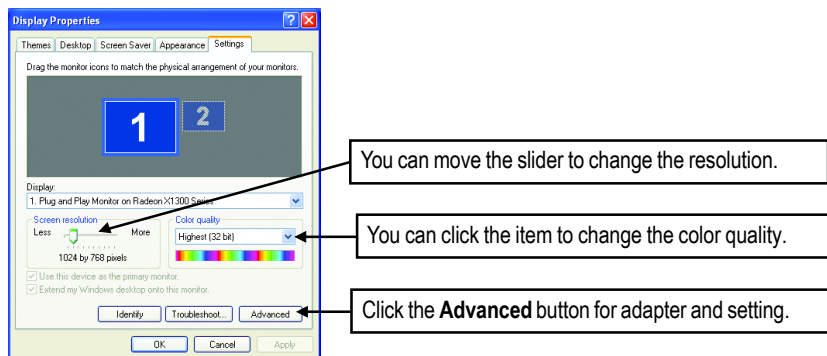 Display Properties
Themes Desktop Screen Saver Appearance Settings
Drag the monitor icons to match the physical arrangement of your monitors.
1 2
You can move the slider to change the resolution.
Display:
1. Plug and Play Monitor on Radeon X1300 Series
Screen resolution
Less More
1024 by 768 pixels
Color quality
Highest (32 bit)
You can click the item to change the color quality.
Use this device as the primary monitor.
Extend my Windows desktop onto this monitor.
Identify Troubleshoot... Advanced
Click the Advanced button for adapter and setting.
OK Cancel Apply